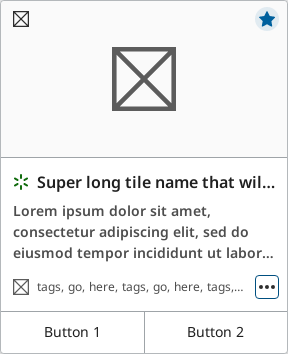 Super long tile name that wil...
Lorem ipsum dolor sit amet,
consectetur adipiscing elit, sed do
eiusmod tempor incididunt ut labor...
tags, go, here, tags, go, here, tags,...
Button 1
Button 2